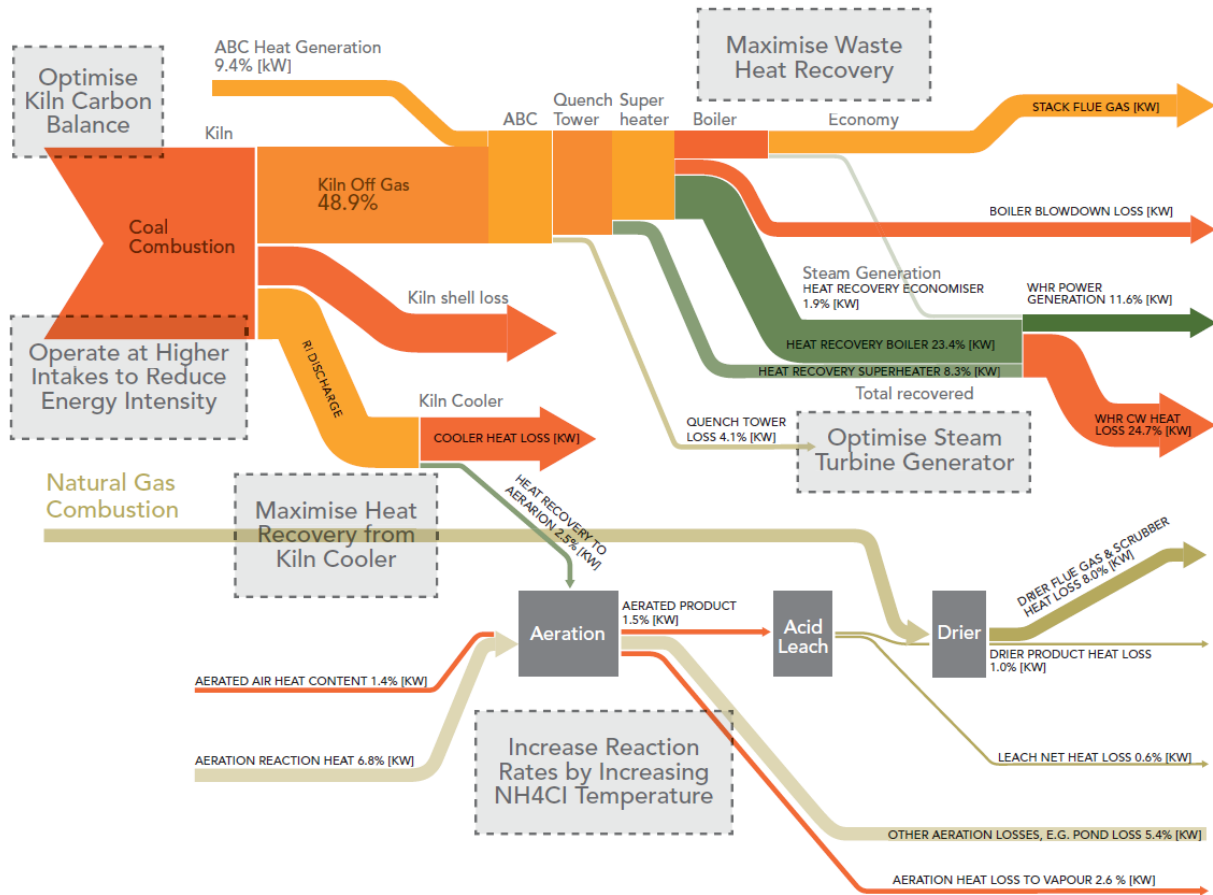 ABC Heat Generation
9.4% [kW]
Optimise
Kiln Carbon
Balance
Maximise Waste
Heat Recovery
Kiln
ABC
Quench
Tower
Super
heater
Boiler
Economy
STACK FLUE GAS [KW]
Kiln Off Gas
48.9%
Coal
Combustion
BOILER BLOWDOWN LOSS [KW]
Kiln shell loss
Steam Generation
HEAT RECOVERY ECONOMISER
1.9% [KW]
WHR POWER
GENERATION 11.6% [KW]
Operate at Higher
Intakes to Reduce
Energy Intensity
RI DISCHARGE
HEAT RECOVERY BOILER 23.4% [KW]
HEAT RECOVERY SUPERHEATER 8.3% [KW]
Total recovered
Kiln Cooler
COOLER HEAT LOSS [KW]
QUENCH TOWER
LOSS 4.1% [KW]
Optimise Steam
Turbine Generator
WHR CW HEAT
LOSS 24.7% [KW]
Natural Gas
Combustion
Maximise Heat
Recovery from
Kiln Cooler
HEAT RECOVERY TO
AERARION 2.5% [KW]
DRIER FLUE GAS & SCRUBBER
HEAT LOSS 8.0% [KW]
Aeration
AERATED PRODUCT
1.5% [KW]
Acid
Leach
Drier
DRIER PRODUCT HEAT LOSS
1.0% [KW]
AERATED AIR HEAT CONTENT 1.4% [KW]
AERATION REACTION HEAT 6.8% [KW]
Increase Reaction
Rates by Increasing
NH4Cl Temperature
LEACH NET HEAT LOSS 0.6% [KW]
OTHER AERATION LOSSES, E.G. POND LOSS 5.4% [KW]
AERATION HEAT LOSS TO VAPOUR 2.6 % [KW]